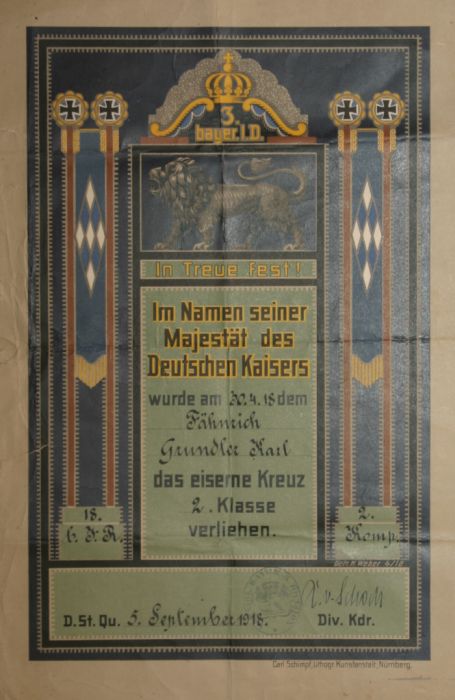 3.
bayer. I.D.
In Treue fest!
Im Namen seiner
Majestät des
Deutschen Kaisers
wurde am 30.4.18 dem
Fähnrich
Grundler Karl
das eiserne Kreuz
2. Klasse
verliehen.
18.
b. J. R.
2.
Komp.
D.St.Qu. 5. September 1918.
Div. Kdr.
Carl Schimpf, Lithogr. Kunstanstalt, Nürnberg.